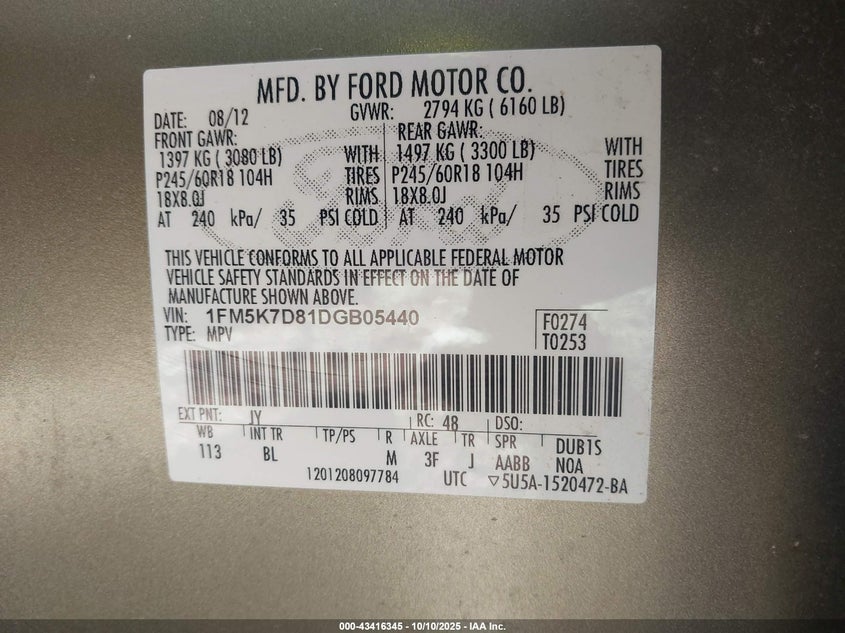 MFD. BY FORD MOTOR CO.
DATE: 08/12 GVWR: 2794 KG ( 6160 LB)
FRONT GAWR: REAR GAWR:
1397 KG ( 3080 LB) WITH 1497 KG ( 3300 LB) WITH
P245/60R18 104H TIRES P245/60R18 104H TIRES
18X8.0J RIMS 18X8.0J RIMS
AT 240 kPa/ 35 PSI COLD AT 240 kPa/ 35 PSI COLD
THIS VEHICLE CONFORMS TO ALL APPLICABLE FEDERAL MOTOR
VEHICLE SAFETY STANDARDS IN EFFECT ON THE DATE OF
MANUFACTURE SHOWN ABOVE.
VIN: 1FM5K7D81DGB05440 F0274
TYPE: MPV T0253
EXT PNT: JY RC: 48 DSO:
WB INT TR TP/PS R AXLE TR SPR DUB1S
113 BL M 3F J AABB NOA
1201208097784 UTC ▽5U5A-1520472-BA
000-43416345 | 10/10/2025 - IAA Inc.